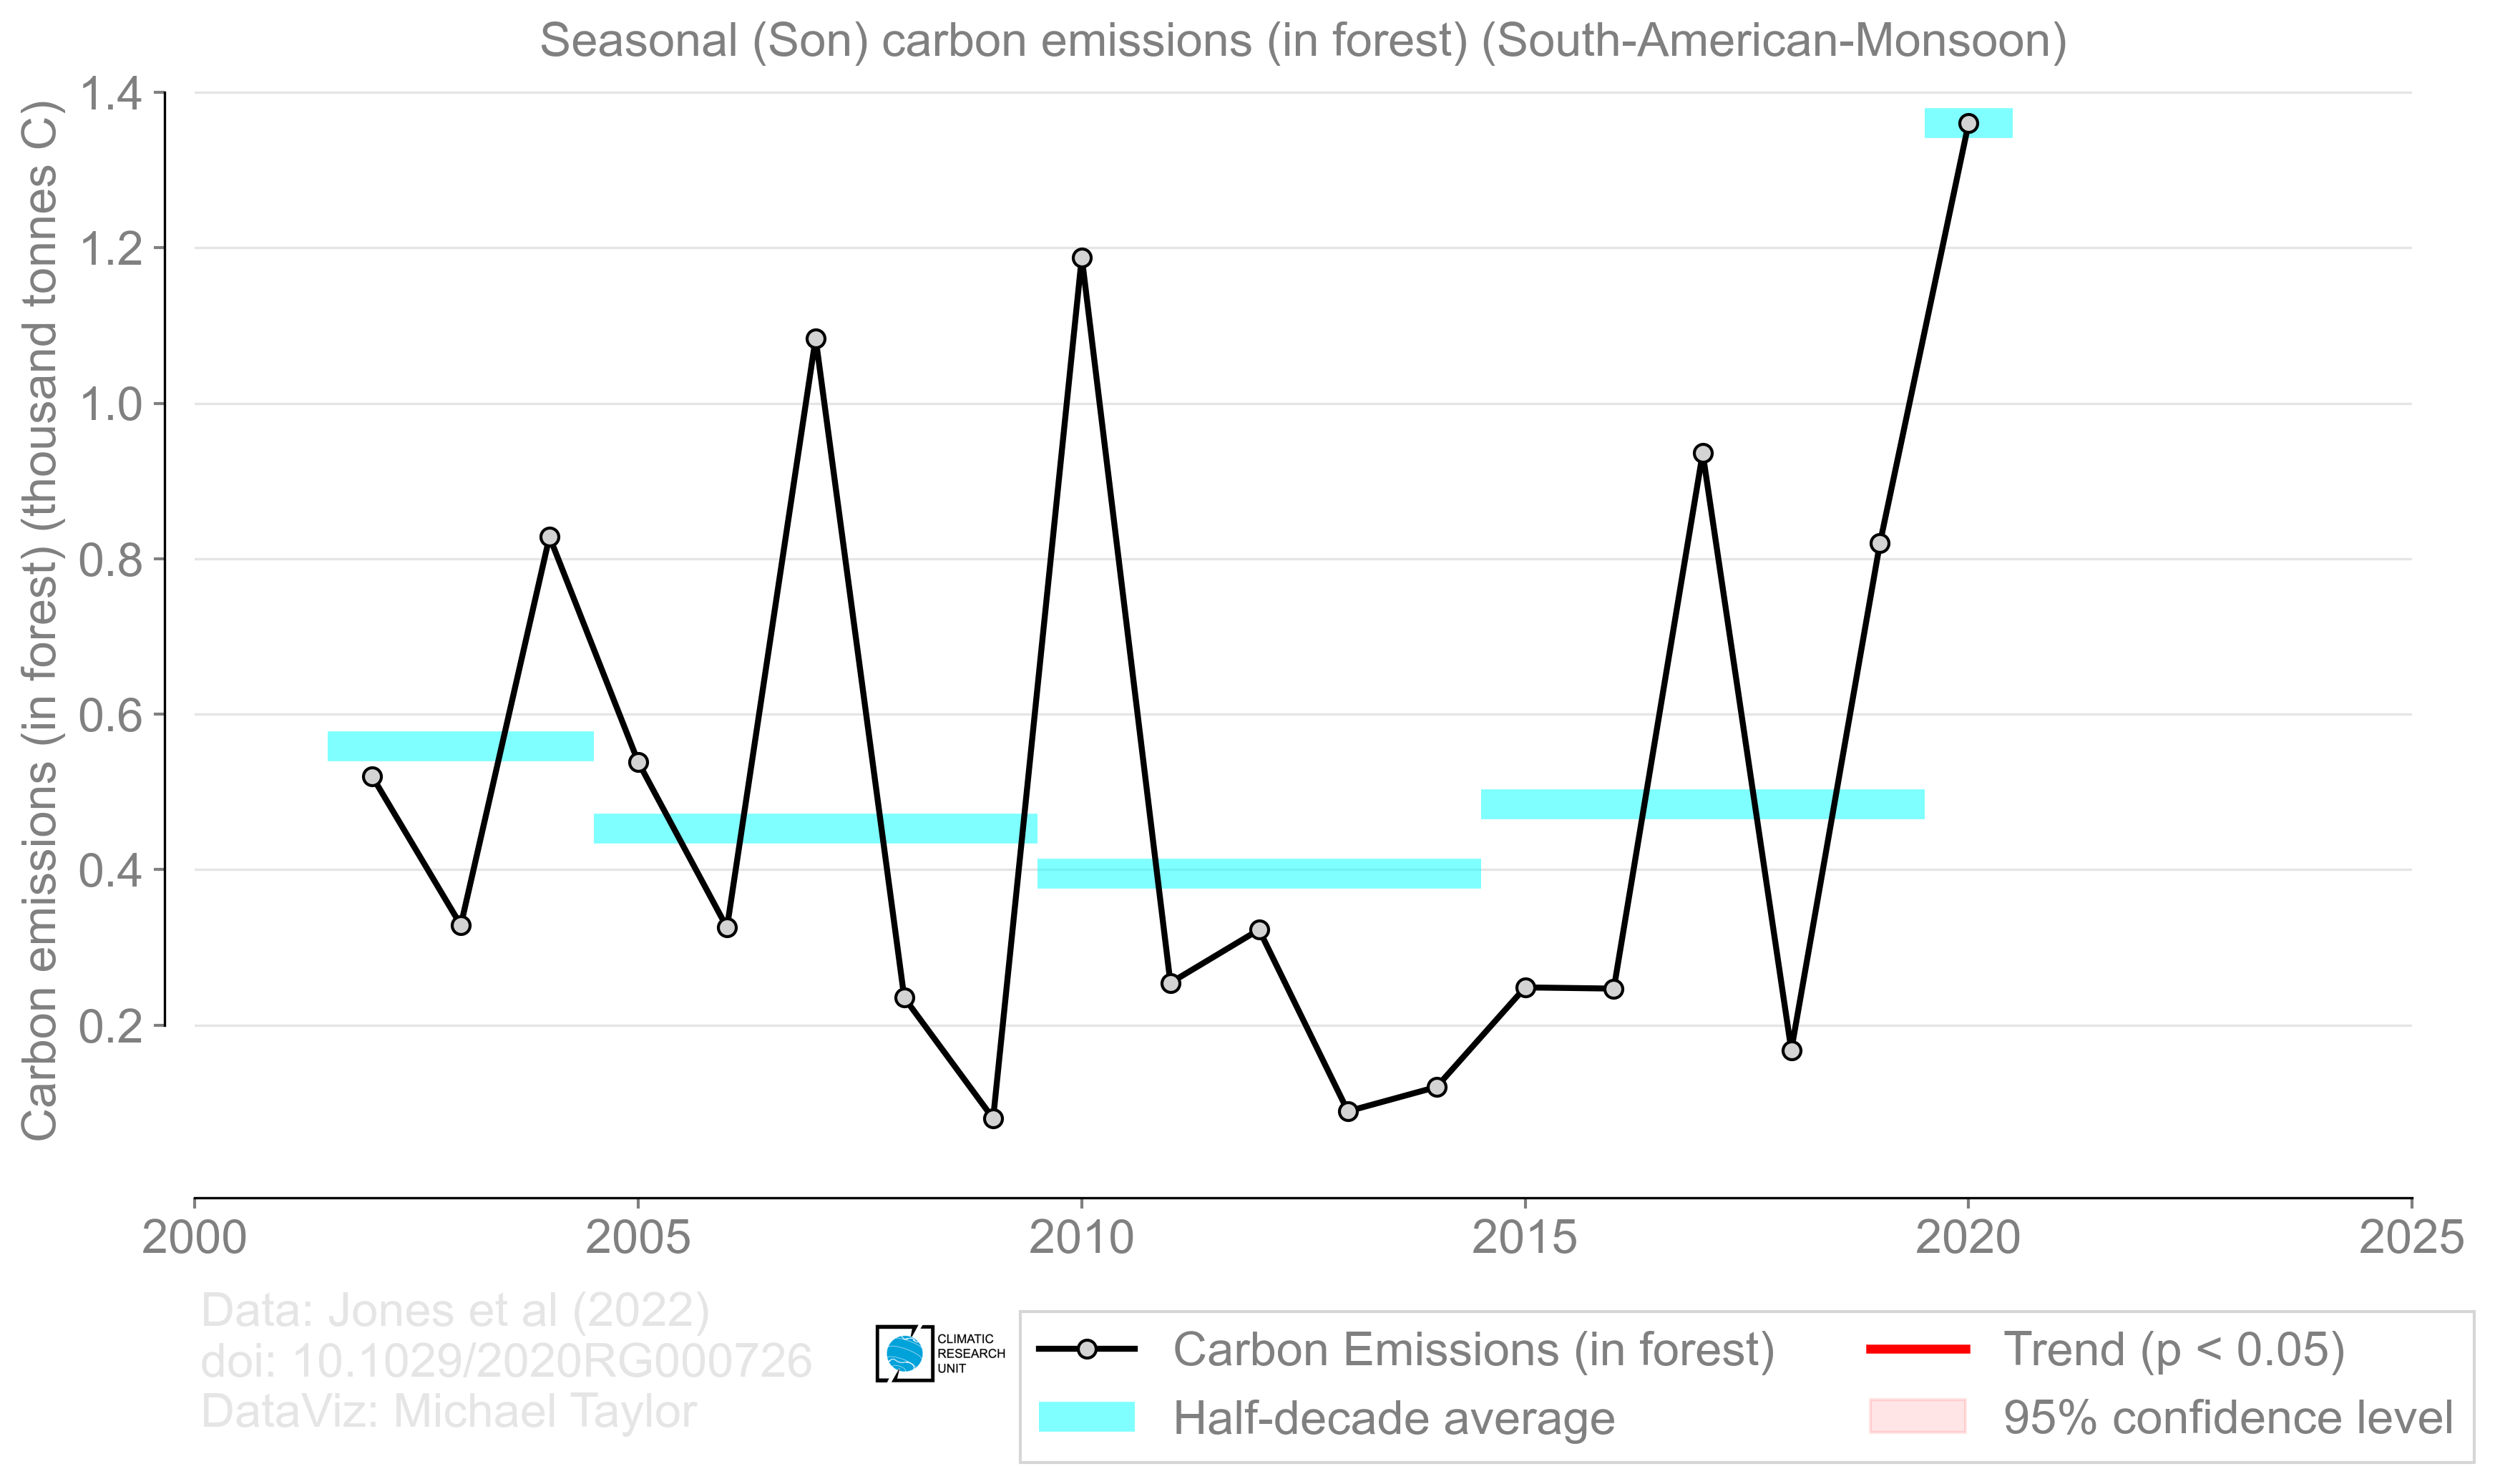 Seasonal (Son) carbon emissions (in forest) (South-American-Monsoon)
Carbon emissions (in forest) (thousand tonnes C)
1.4
1.2
1.0
0.8
0.6
0.4
0.2
2000
2005
2010
2015
2020
2025
Data: Jones et al (2022)
doi: 10.1029/2020RG000726
DataViz: Michael Taylor
CLIMATIC
RESEARCH
UNIT
Carbon Emissions (in forest)
Half-decade average
Trend (p < 0.05)
95% confidence level